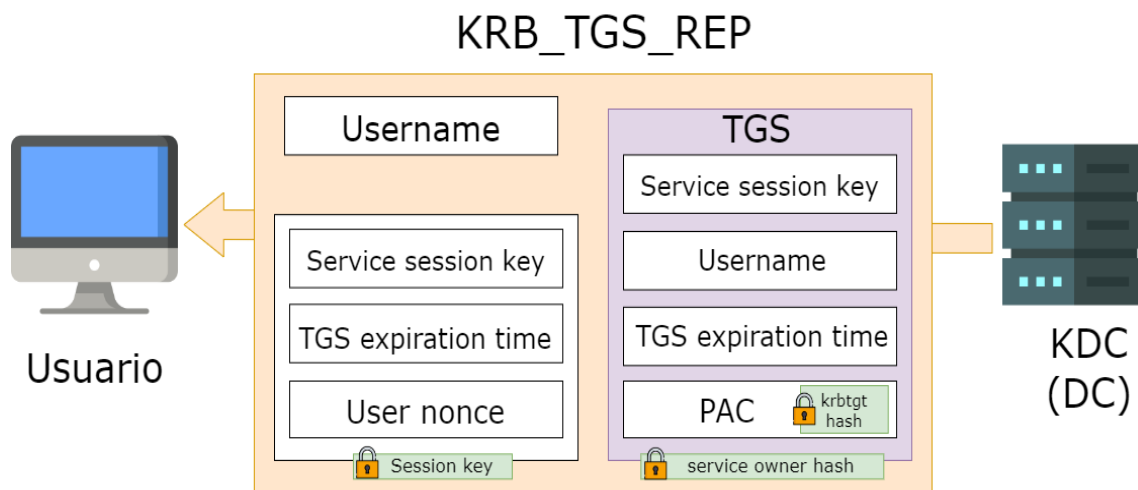 KRB_TGS_REP
Username
Service session key
TGS expiration time
User nonce
Session key
TGS
Service session key
Username
TGS expiration time
PAC
krbtgt
hash
service owner hash
Usuario
KDC
(DC)